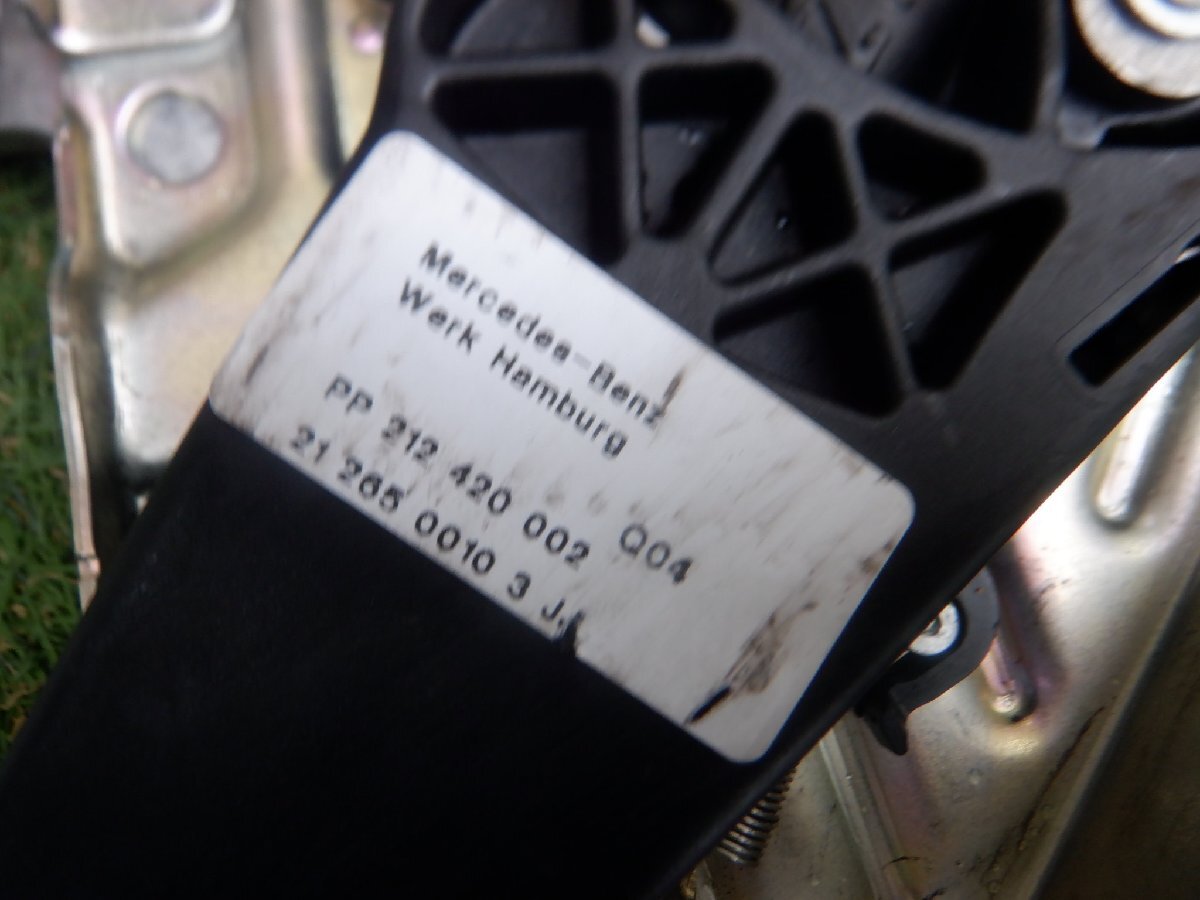 Mercedes-Benz
Werk Hamburg
PP 212 420 002 Q04
21 265 0010 3